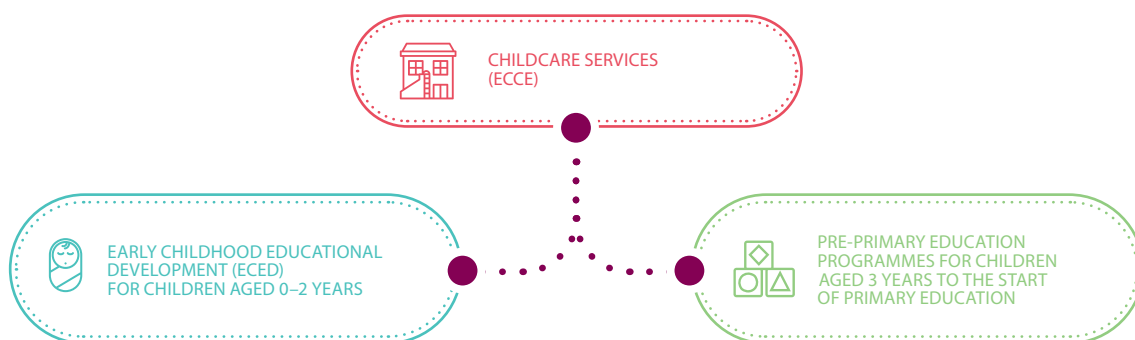 CHILDCARE SERVICES
(ECCE)
EARLY CHILDHOOD EDUCATIONAL
DEVELOPMENT (ECED)
FOR CHILDREN AGED 0–2 YEARS
PRE-PRIMARY EDUCATION
PROGRAMMES FOR CHILDREN
AGED 3 YEARS TO THE START
OF PRIMARY EDUCATION